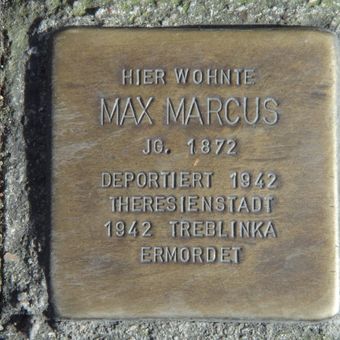 HIER WOHNTE
MAX MARCUS
JG. 1872
DEPORTIERT 1942
THERESIENSTADT
1942 TREBLINKA
ERMORDET